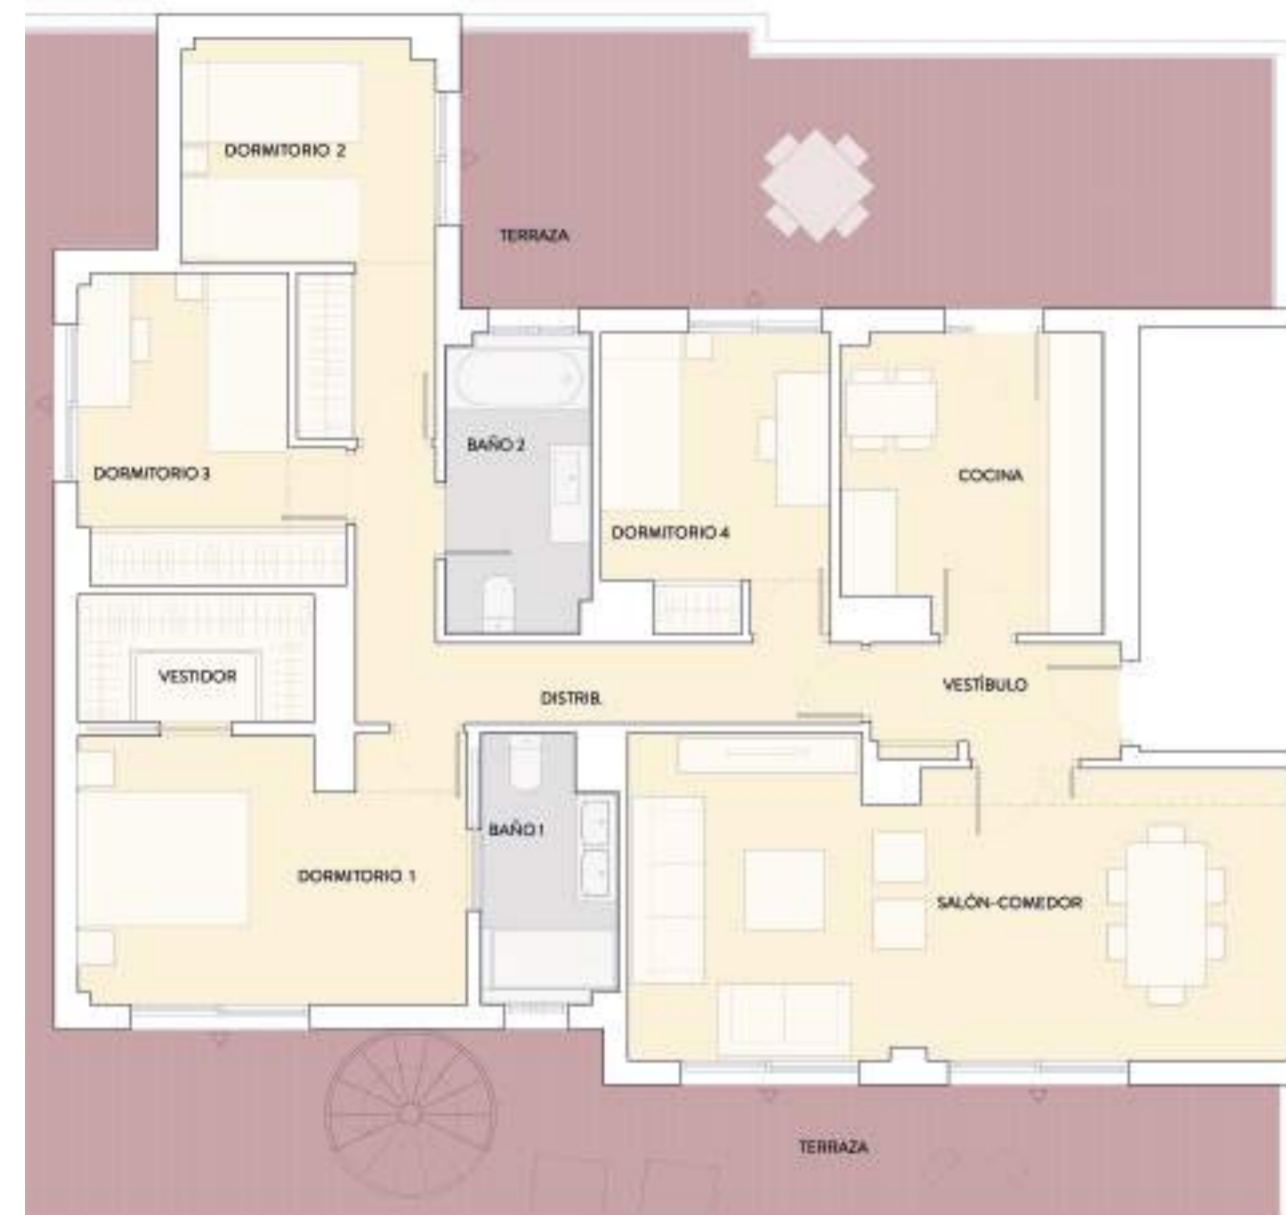 DORMITORIO 2
TERRAZA
BAÑO 2
DORMITORIO 3
COCINA
DORMITORIO 4
VESTIDOR
VESTÍBULO
DISTRIB.
BAÑO 1
DORMITORIO 1
SALÓN-COMEDOR
TERRAZA